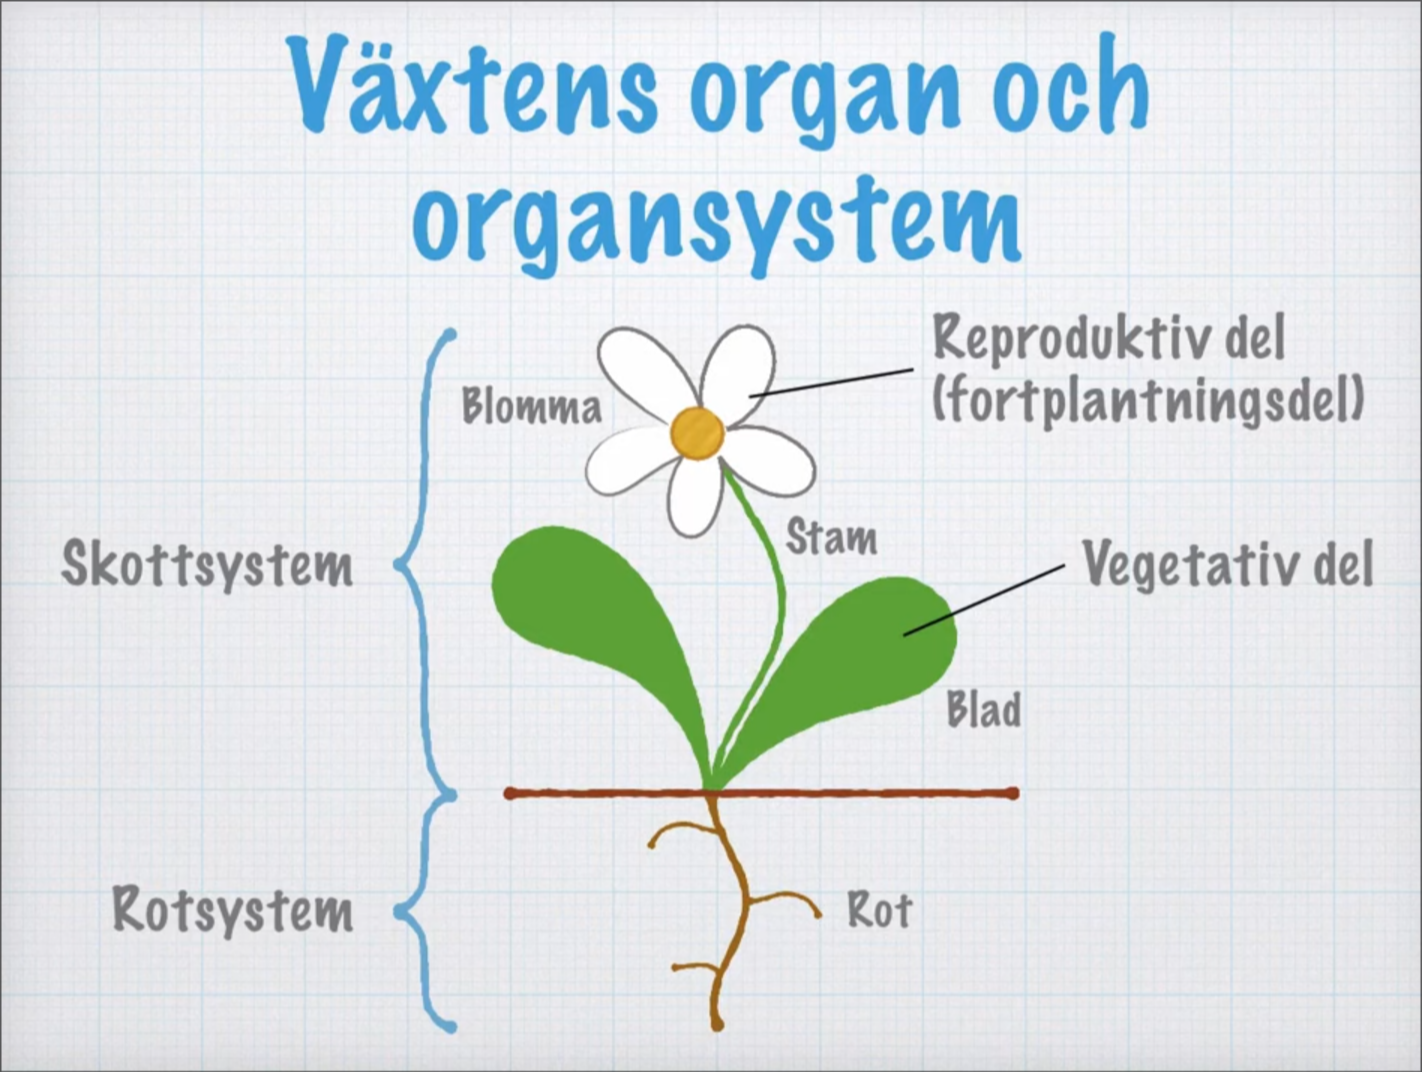 Växtens organ och
organsystem
Reproduktiv del
(fortplantningsdel)
Blomma
Stam
Skottsystem
Vegetativ del
Blad
Rotsystem
Rot